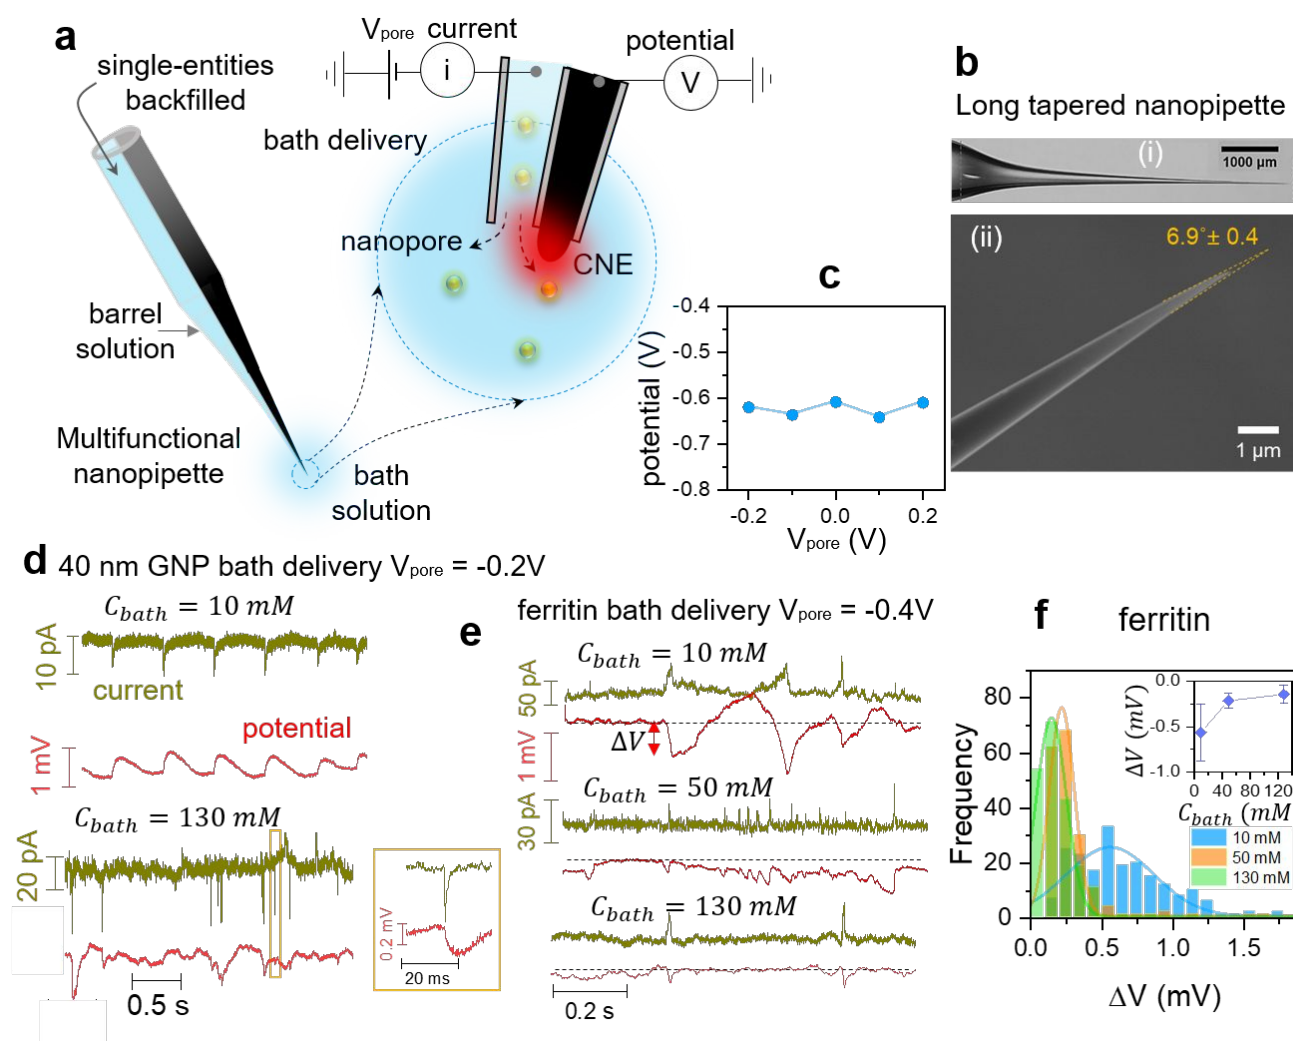 a
single-entities
backfilled
Vpore
current
i
potential
V
bath delivery
nanopore
CNE
barrel
solution
Multifunctional
nanopipette
bath
solution
b
Long tapered nanopipette
(i)
1000 µm
(ii)
6.9°± 0.4
1 µm
c
potential (V)
-0.4
-0.5
-0.6
-0.7
-0.8
-0.2
0.0
0.2
Vpore (V)
d
40 nm GNP bath delivery Vpore = -0.2V
Cbath = 10 mM
10 pA
current
potential
1 mV
Cbath = 130 mM
20 pA
0.5 s
0.2 mV
20 ms
e
ferritin bath delivery Vpore = -0.4V
Cbath = 10 mM
50 pA
ΔV
1 mV
Cbath = 50 mM
30 pA
Cbath = 130 mM
0.2 s
f
ferritin
Frequency
80
60
40
20
0
0.0
0.5
1.0
1.5
ΔV (mV)
ΔV (mV)
0.0
-0.5
-1.0
0
40
80
120
Cbath (mM
10 mM
50 mM
130 mM